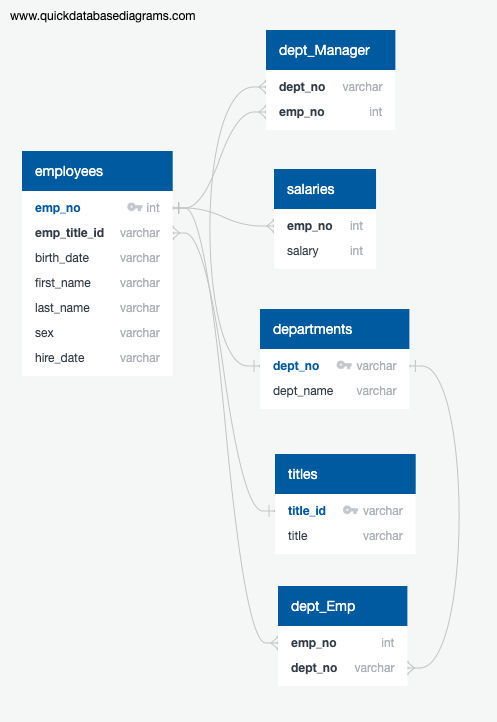 www.quickdatabasediagrams.com
dept_Manager
dept_no varchar
emp_no int
employees
emp_no int
emp_title_id varchar
birth_date varchar
first_name varchar
last_name varchar
sex varchar
hire_date varchar
salaries
emp_no int
salary int
departments
dept_no varchar
dept_name varchar
titles
title_id varchar
title varchar
dept_Emp
emp_no int
dept_no varchar